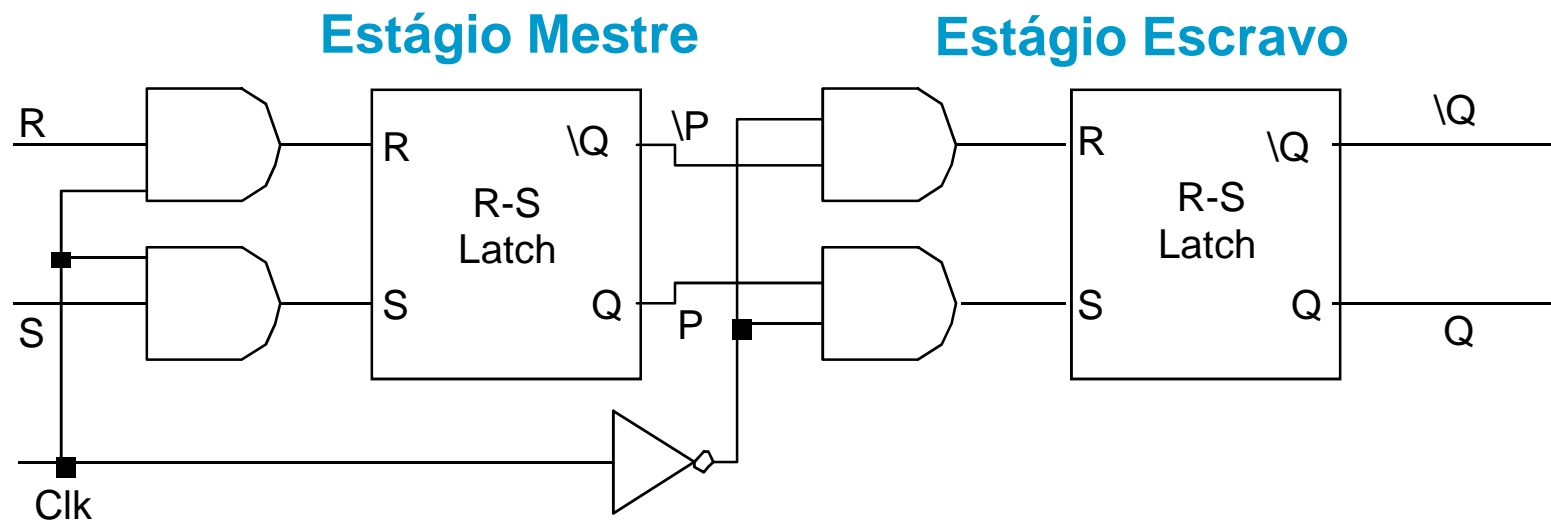 Estágio Mestre
Estágio Escravo
R
R
\Q
\P
R-S
Latch
S
S
Q
P
R
\Q
\Q
R-S
Latch
S
Q
Q
Clk